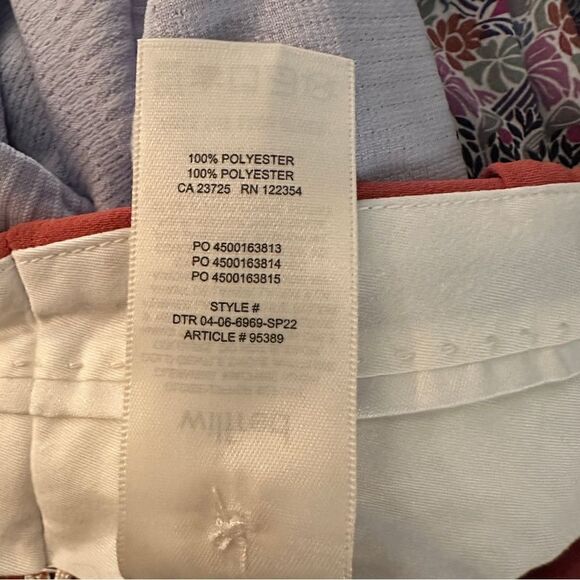 100% POLYESTER
100% POLYESTER
CA 23725 RN 122354
PO 4500163813
PO 4500163814
PO 4500163815
STYLE #
DTR 04-06-6969-SP22
ARTICLE # 95389
wilfred